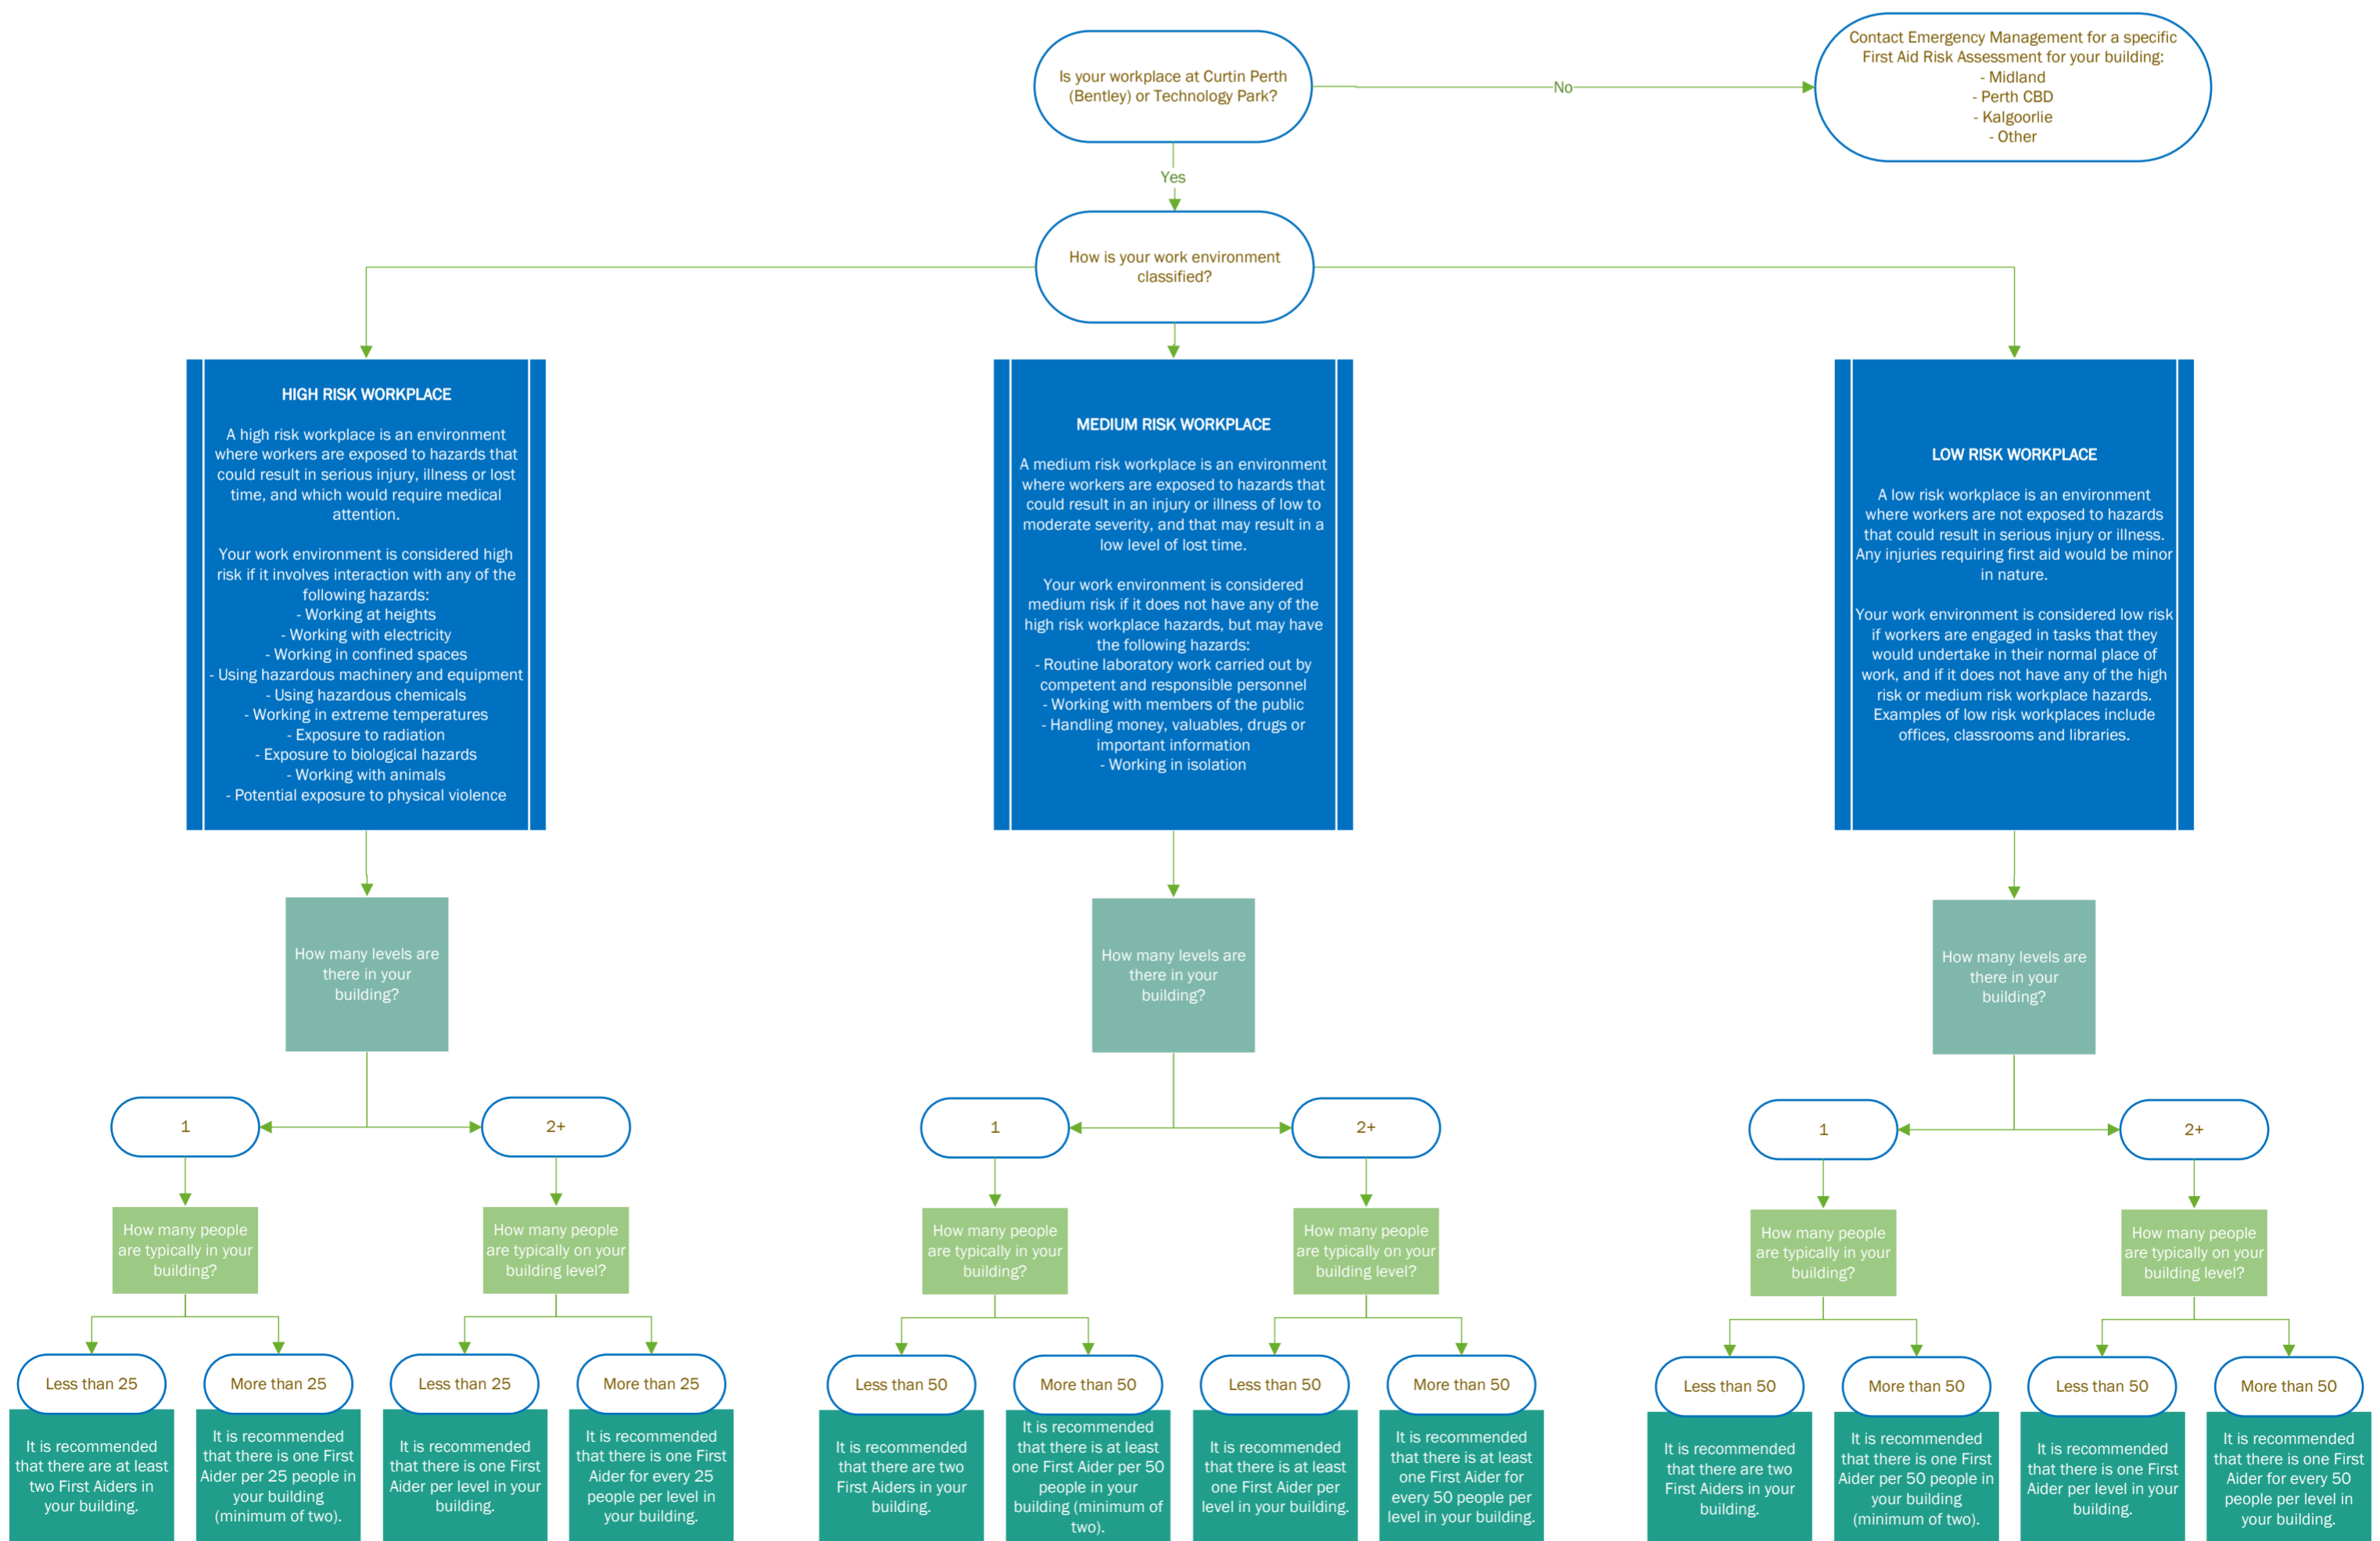 Is your workplace at Curtin Perth
(Bentley) or Technology Park?
No
Contact Emergency Management for a specific
First Aid Risk Assessment for your building:
- Midland
- Perth CBD
- Kalgoorlie
- Other
Yes
How is your work environment
classified?
HIGH RISK WORKPLACE
A high risk workplace is an environment
where workers are exposed to hazards that
could result in serious injury, illness or lost
time, and which would require medical
attention.
Your work environment is considered high
risk if it involves interaction with any of the
following hazards:
- Working at heights
- Working with electricity
- Working in confined spaces
- Using hazardous machinery and equipment
- Using hazardous chemicals
- Working in extreme temperatures
- Exposure to radiation
- Exposure to biological hazards
- Working with animals
- Potential exposure to physical violence
MEDIUM RISK WORKPLACE
A medium risk workplace is an environment
where workers are exposed to hazards that
could result in an injury or illness of low to
moderate severity, and that may result in a
low level of lost time.
Your work environment is considered
medium risk if it does not have any of the
high risk workplace hazards, but may have
the following hazards:
- Routine laboratory work carried out by
competent and responsible personnel
- Working with members of the public
- Handling money, valuables, drugs or
important information
- Working in isolation
LOW RISK WORKPLACE
A low risk workplace is an environment
where workers are not exposed to hazards
that could result in serious injury or illness.
Any injuries requiring first aid would be minor
in nature.
Your work environment is considered low risk
if workers are engaged in tasks that they
would undertake in their normal place of
work, and if it does not have any of the high
risk or medium risk workplace hazards.
Examples of low risk workplaces include
offices, classrooms and libraries.
How many levels are
there in your
building?
How many levels are
there in your
building?
How many levels are
there in your
building?
1
2+
1
2+
1
2+
How many people
are typically in your
building?
How many people
are typically on your
building level?
How many people
are typically in your
building?
How many people
are typically on your
building level?
How many people
are typically in your
building?
How many people
are typically on your
building level?
Less than 25
More than 25
Less than 25
More than 25
Less than 50
More than 50
Less than 50
More than 50
Less than 50
More than 50
Less than 50
More than 50
It is recommended
that there are at least
two First Aiders in
your building.
It is recommended
that there is one First
Aider per 25 people in
your building
(minimum of two).
It is recommended
that there is one First
Aider per level in your
building.
It is recommended
that there is one First
Aider for every 25
people per level in
your building.
It is recommended
that there are two
First Aiders in your
building.
It is recommended
that there is at least
one First Aider per 50
people in your
building (minimum of
two).
It is recommended
that there is at least
one First Aider per
level in your building.
It is recommended
that there is at least
one First Aider for
every 50 people per
level in your building.
It is recommended
that there are two
First Aiders in your
building.
It is recommended
that there is one First
Aider per 50 people in
your building
(minimum of two).
It is recommended
that there is one First
Aider per level in your
building.
It is recommended
that there is one First
Aider for every 50
people per level in
your building.